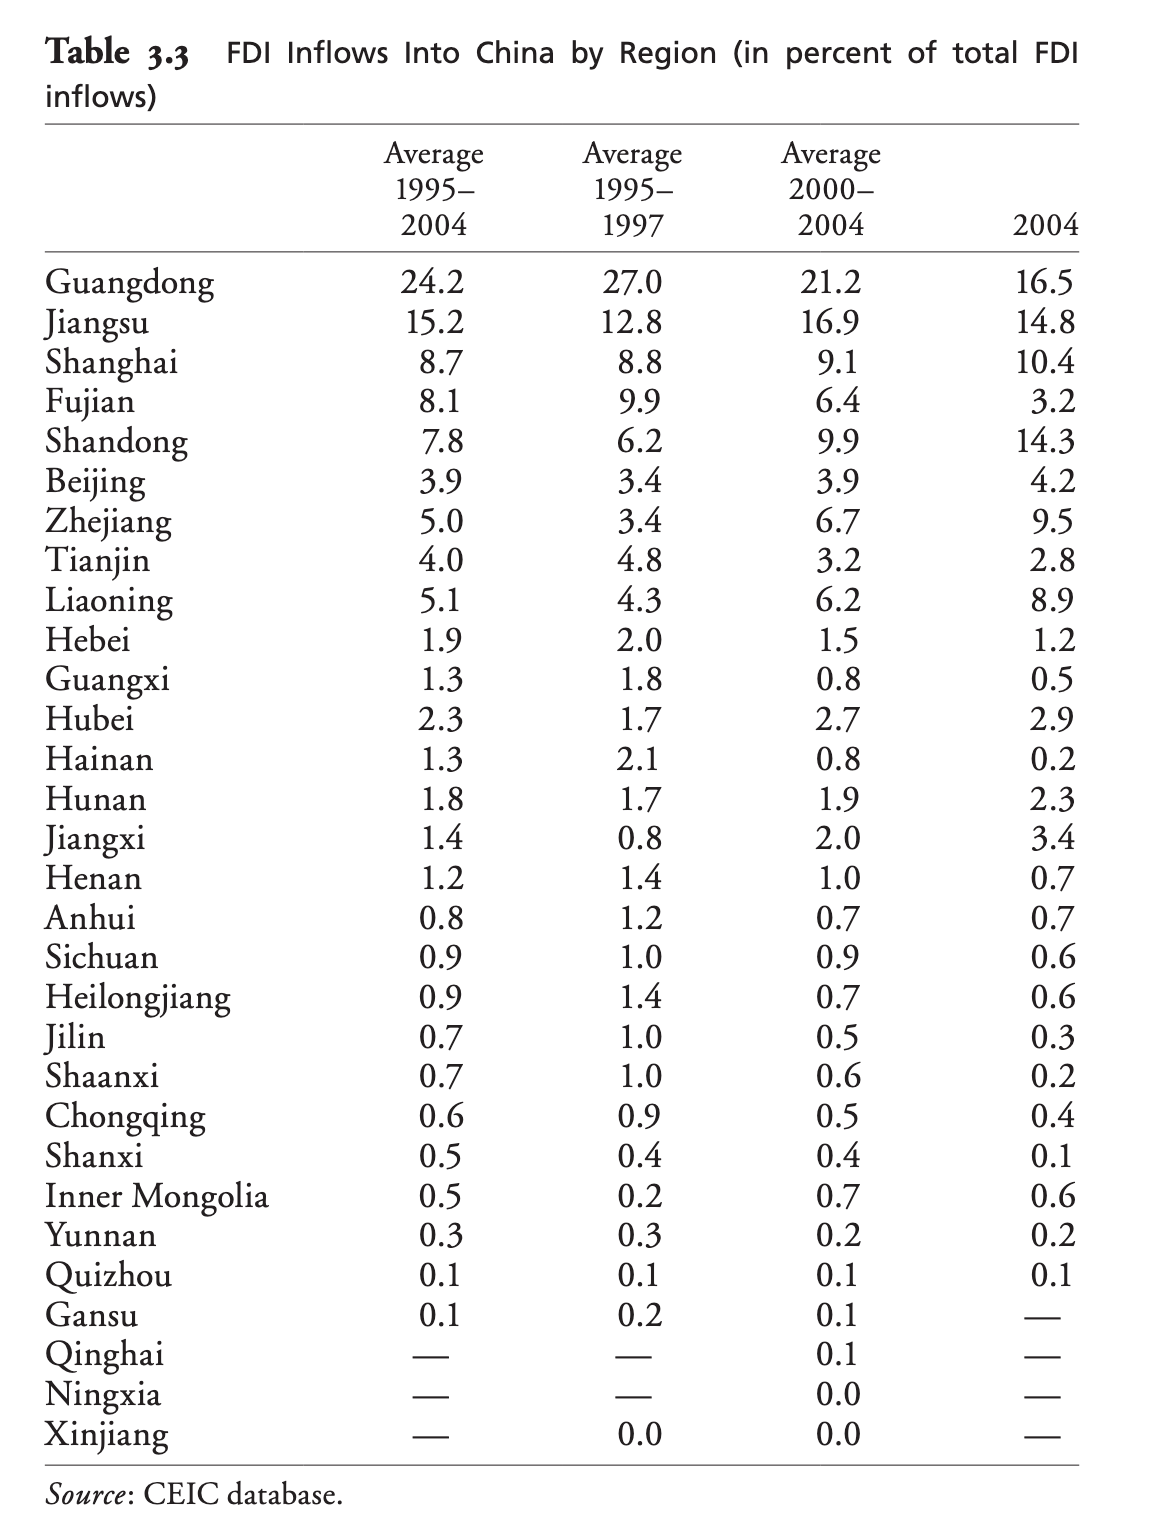 Table 3.3 FDI Inflows Into China by Region (in percent of total FDI
inflows)
Average Average Average
1995– 1995– 2000–
2004 1997 2004 2004
Guangdong 24.2 27.0 21.2 16.5
Jiangsu 15.2 12.8 16.9 14.8
Shanghai 8.7 8.8 9.1 10.4
Fujian 8.1 9.9 6.4 3.2
Shandong 7.8 6.2 9.9 14.3
Beijing 3.9 3.4 3.9 4.2
Zhejiang 5.0 3.4 6.7 9.5
Tianjin 4.0 4.8 3.2 2.8
Liaoning 5.1 4.3 6.2 8.9
Hebei 1.9 2.0 1.5 1.2
Guangxi 1.3 1.8 0.8 0.5
Hubei 2.3 1.7 2.7 2.9
Hainan 1.3 2.1 0.8 0.2
Hunan 1.8 1.7 1.9 2.3
Jiangxi 1.4 0.8 2.0 3.4
Henan 1.2 1.4 1.0 0.7
Anhui 0.8 1.2 0.7 0.7
Sichuan 0.9 1.0 0.9 0.6
Heilongjiang 0.9 1.4 0.7 0.6
Jilin 0.7 1.0 0.5 0.3
Shaanxi 0.7 1.0 0.6 0.2
Chongqing 0.6 0.9 0.5 0.4
Shanxi 0.5 0.4 0.4 0.1
Inner Mongolia 0.5 0.2 0.7 0.6
Yunnan 0.3 0.3 0.2 0.2
Quizhou 0.1 0.1 0.1 0.1
Gansu 0.1 0.2 0.1 —
Qinghai — — 0.1 —
Ningxia — — 0.0 —
Xinjiang — 0.0 0.0 —
Source: CEIC database.